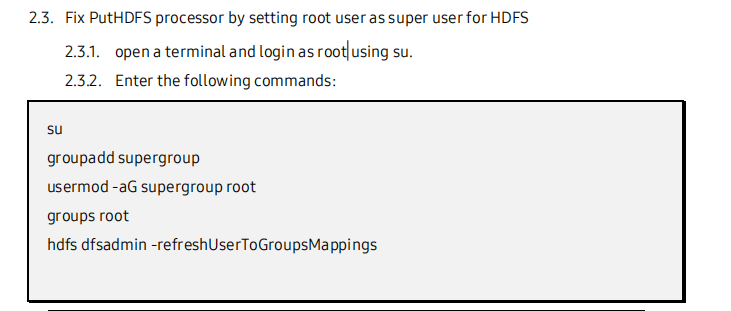 2.3. Fix PutHDFS processor by setting root user as super user for HDFS
2.3.1. open a terminal and login as root using su.
2.3.2. Enter the following commands:
su
groupadd supergroup
usermod -aG supergroup root
groups root
hdfs dfsadmin -refreshUserToGroupsMappings